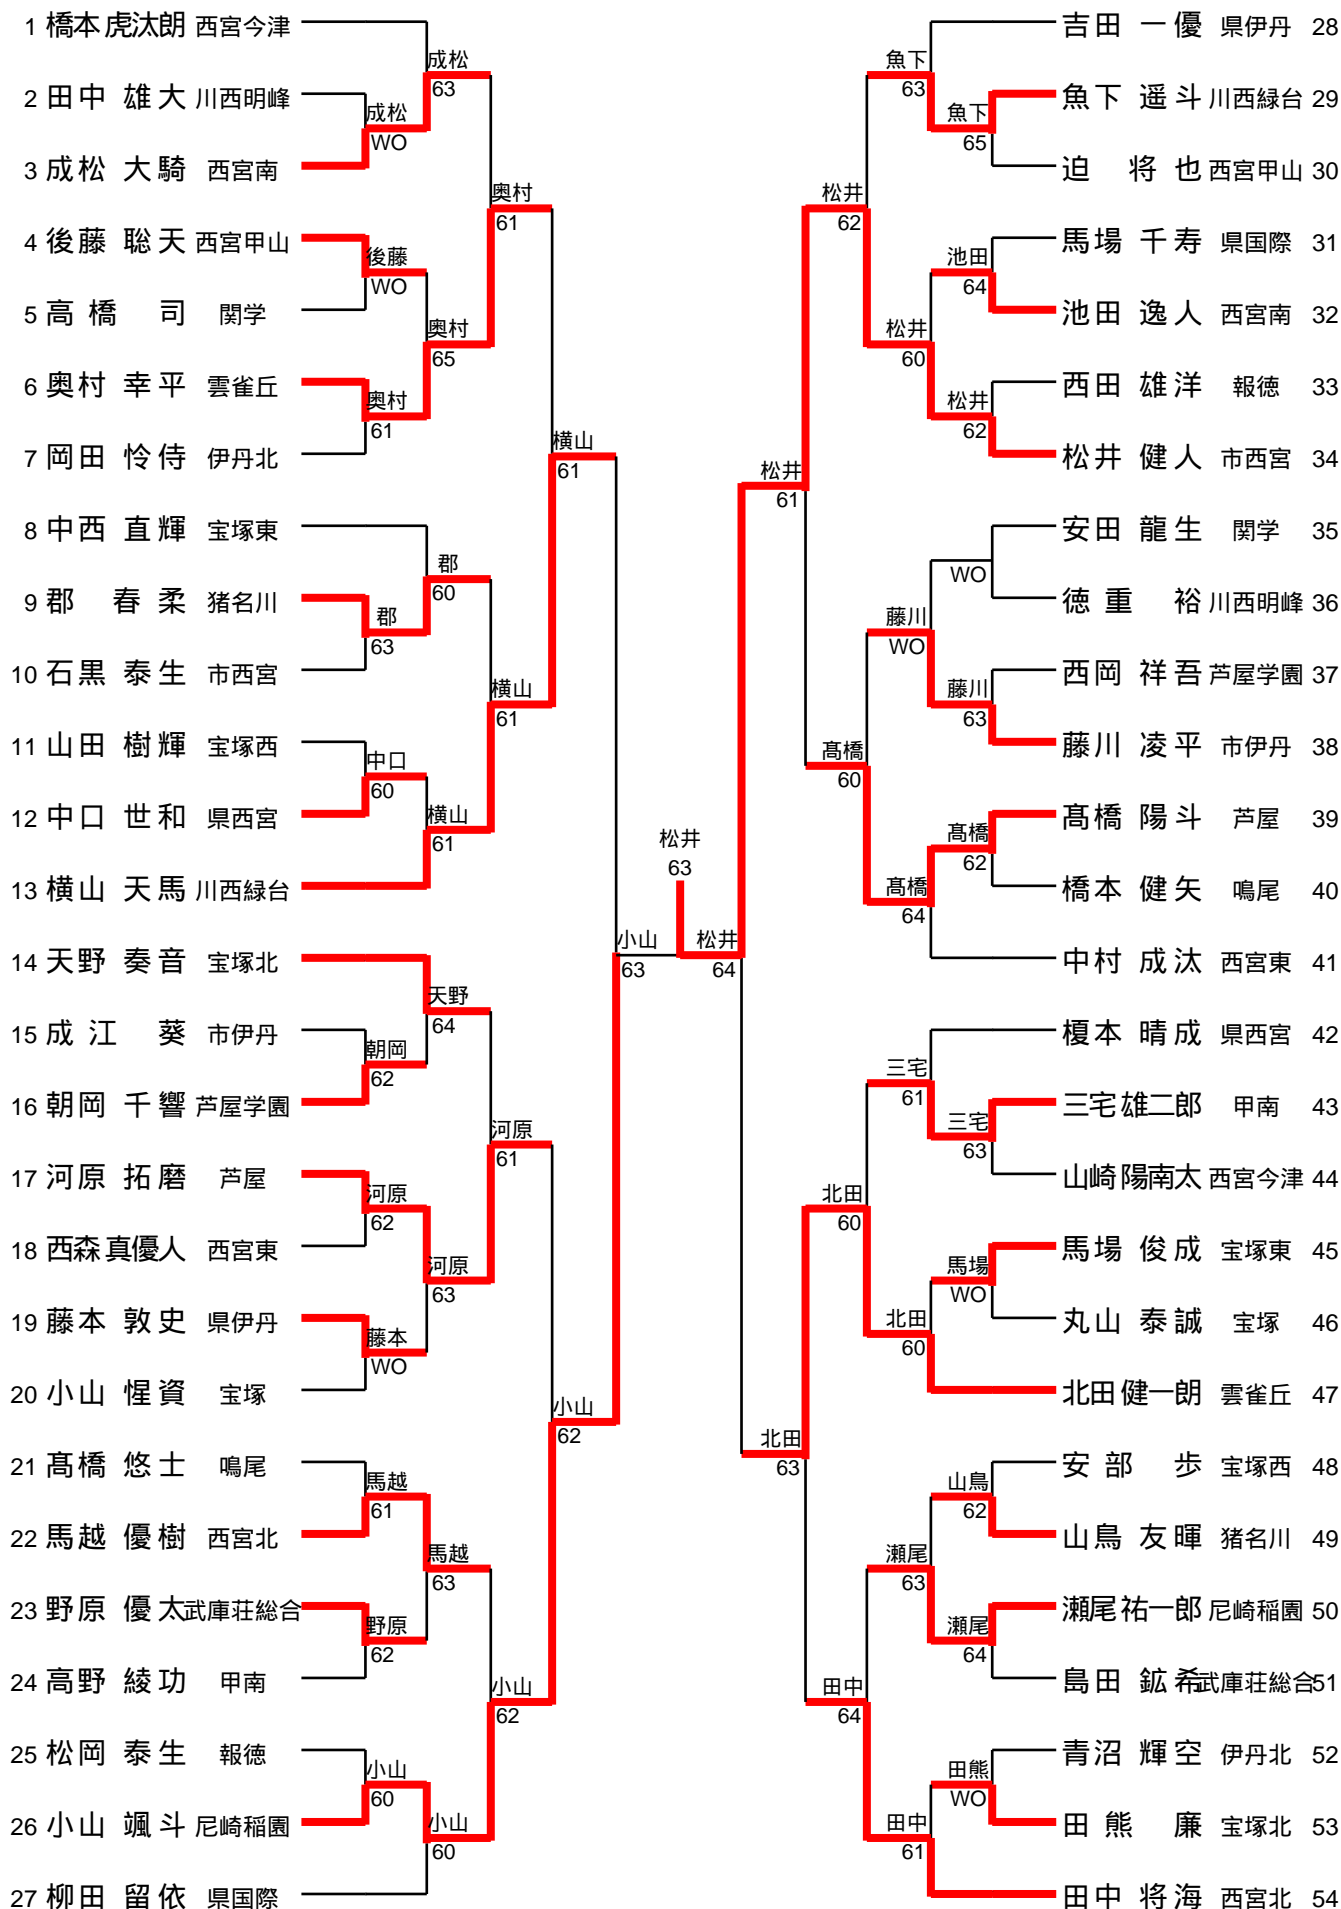 1 橋本 虎汰朗 西宮今津
2 田中 雄大 川西明峰
3 成松 大騎 西宮南
4 後藤 聡天 西宮甲山
5 高橋 司 関学
6 奥村 幸平 雲雀丘
7 岡田 怜侍 伊丹北
8 中西 直輝 宝塚東
9 郡 春柔 猪名川
10 石黒 泰生 市西宮
11 山田 樹輝 宝塚西
12 中口 世和 県西宮
13 横山 天馬 川西緑台
14 天野 奏音 宝塚北
15 成江 葵 市伊丹
16 朝岡 千響 芦屋学園
17 河原 拓磨 芦屋
18 西森 真優人 西宮東
19 藤本 敦史 県伊丹
20 小山 惺資 宝塚
21 髙橋 悠士 鳴尾
22 馬越 優樹 西宮北
23 野原 優太 武庫荘総合
24 高野 綾功 甲南
25 松岡 泰生 報徳
26 小山 颯斗 尼崎稲園
27 柳田 留依 県国際
成松
WO
後藤
WO
奥村
61
郡
63
中口
60
朝岡
62
河原
62
藤本
WO
馬越
61
野原
62
小山
60
成松
63
奥村
65
郡
60
横山
61
天野
64
河原
63
馬越
63
小山
60
奥村
61
横山
61
河原
61
小山
62
横山
61
小山
62
小山
63
松井
63
松井
64
松井
61
北田
63
松井
62
髙橋
60
北田
60
田中
64
魚下
63
松井
60
藤川
WO
髙橋
64
三宅
61
北田
60
瀬尾
63
田中
61
魚下
65
池田
64
松井
62
WO
藤川
63
髙橋
62
三宅
63
馬場
WO
山鳥
62
瀬尾
64
田熊
WO
吉田 一優 県伊丹 28
魚下 遥斗 川西緑台 29
迫 将也 西宮甲山 30
馬場 千寿 県国際 31
池田 逸人 西宮南 32
西田 雄洋 報徳 33
松井 健人 市西宮 34
安田 龍生 関学 35
徳重 裕 川西明峰 36
西岡 祥吾 芦屋学園 37
藤川 凌平 市伊丹 38
髙橋 陽斗 芦屋 39
橋本 健矢 鳴尾 40
中村 成汰 西宮東 41
榎本 晴成 県西宮 42
三宅 雄二郎 甲南 43
山崎 陽南太 西宮今津 44
馬場 俊成 宝塚東 45
丸山 泰誠 宝塚 46
北田 健一朗 雲雀丘 47
安部 歩 宝塚西 48
山鳥 友暉 猪名川 49
瀬尾 祐一郎 尼崎稲園 50
島田 鉱希 武庫荘総合 51
青沼 輝空 伊丹北 52
田熊 廉 宝塚北 53
田中 将海 西宮北 54